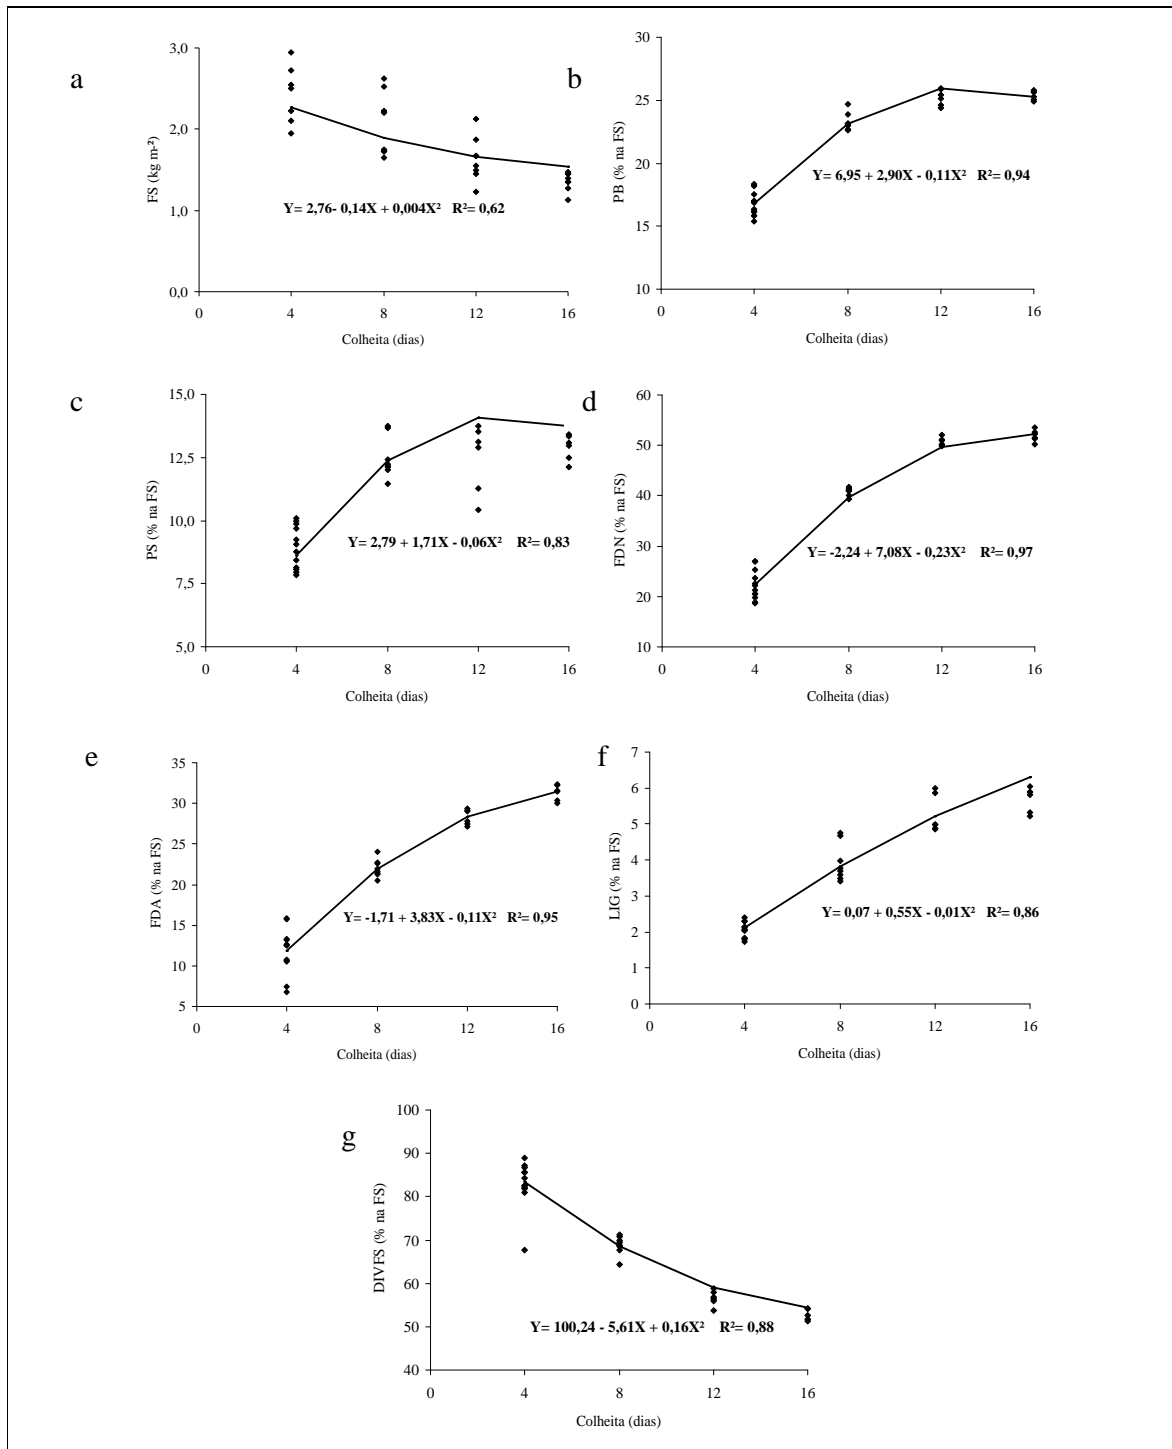 a
3,0
2,0
1,0
0,0
FS (kg m-²)
Y= 2,76- 0,14X + 0,004X² R²= 0,62
0 4 8 12 16
Colheita (dias)
b
30
25
20
15
10
PB (% na FS)
Y= 6,95 + 2,90X - 0,11X² R²= 0,94
0 4 8 12 16
Colheita (dias)
c
15,0
12,5
10,0
7,5
5,0
PS (% na FS)
Y= 2,79 + 1,71X - 0,06X² R²= 0,83
0 4 8 12 16
Colheita (dias)
d
60
50
40
30
20
10
FDN (% na FS)
Y= -2,24 + 7,08X - 0,23X² R²= 0,97
0 4 8 12 16
Colheita (dias)
e
35
30
25
20
15
10
5
FDA (% na FS)
Y= -1,71 + 3,83X - 0,11X² R²= 0,95
0 4 8 12 16
Colheita (dias)
f
7
6
5
4
3
2
1
0
LIG (% na FS)
Y= 0,07 + 0,55X - 0,01X² R²= 0,86
0 4 8 12 16
Colheita (dias)
g
100
90
80
70
60
50
40
DIVFS (% na FS)
Y= 100,24 - 5,61X + 0,16X² R²= 0,88
0 4 8 12 16
Colheita (dias)